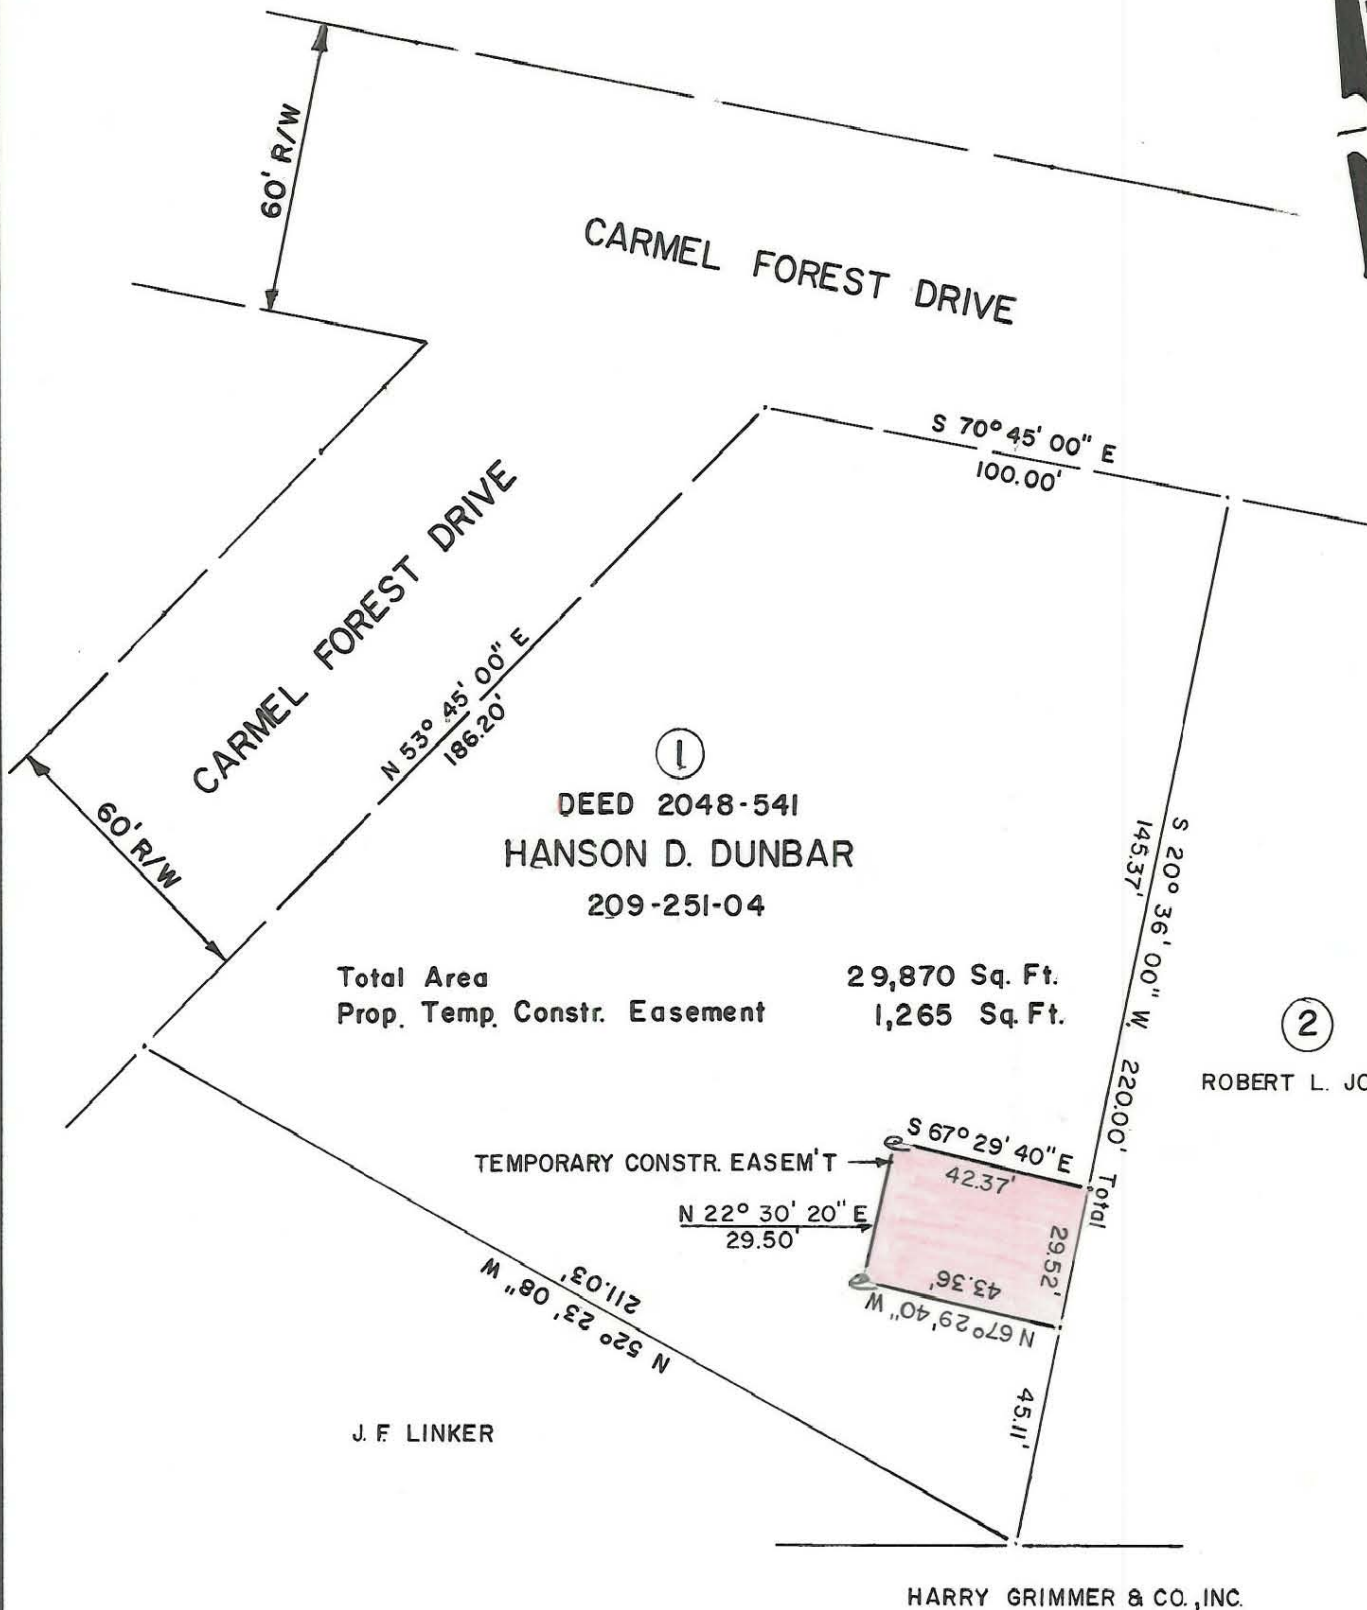 60' R/W
CARMEL FOREST DRIVE
S 70° 45' 00" E
100.00'
CARMEL FOREST DRIVE
N 53° 45' 00" E
186.20'
60' R/W
1
DEED 2048-541
HANSON D. DUNBAR
209-251-04
Total Area 29,870 Sq. Ft.
Prop. Temp. Constr. Easement 1,265 Sq. Ft.
S 20° 36' 00" W, 220.00' Total
145.37'
2
ROBERT L. JO
S 67° 29' 40" E
42.37'
TEMPORARY CONSTR. EASEM'T
N 22° 30' 20" E
29.50'
29.52'
43.36'
N 67° 29' 40" W
N 52° 23' 08" W
211.03'
45.11'
J. F. LINKER
HARRY GRIMMER & CO., INC.